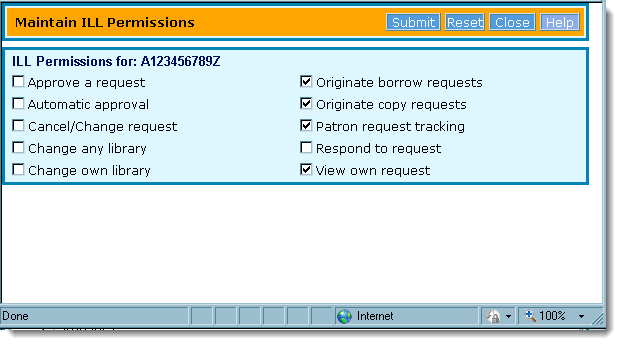 Maintain ILL Permissions Submit Reset Close Help
ILL Permissions for: A123456789Z
Approve a request Originate borrow requests
Automatic approval Originate copy requests
Cancel/Change request Patron request tracking
Change any library Respond to request
Change own library View own request
Done Internet 100%